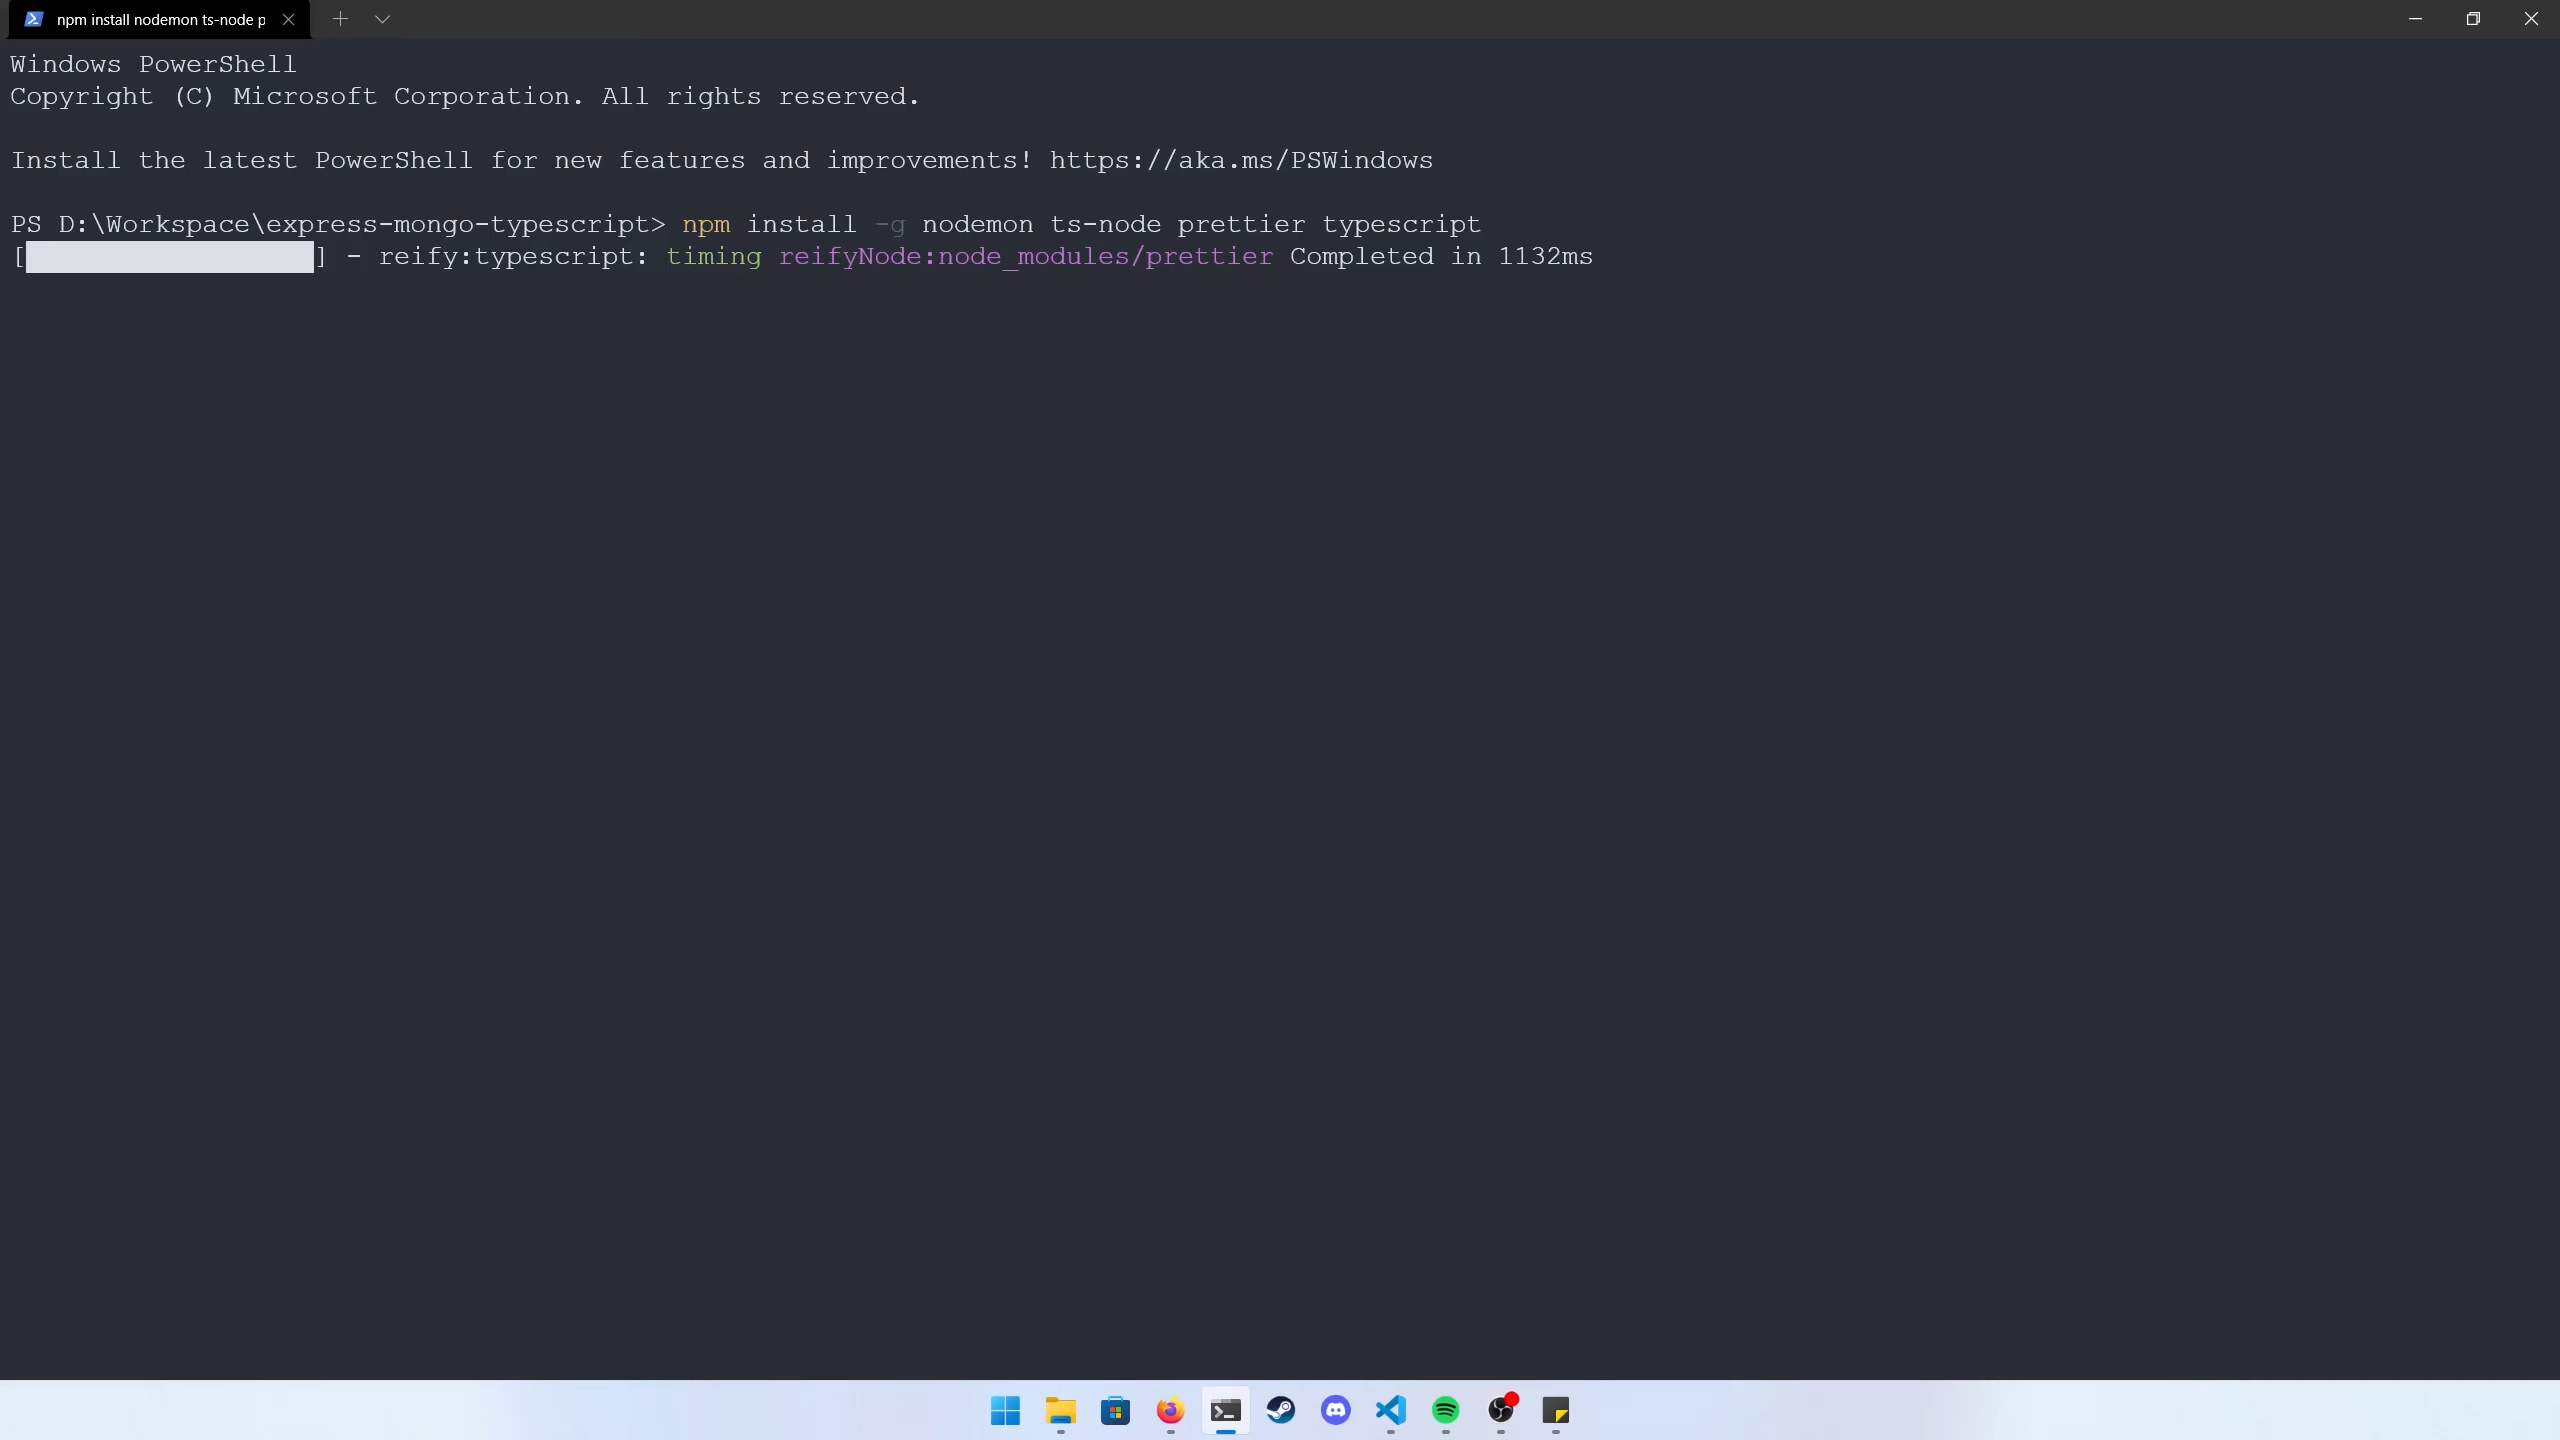 npm install nodemon ts-node p
Windows PowerShell
Copyright (C) Microsoft Corporation. All rights reserved.
Install the latest PowerShell for new features and improvements! https://aka.ms/PSWindows
PS D:\Workspace\express-mongo-typescript> npm install -g nodemon ts-node prettier typescript
[                  ] - reify:typescript: timing reifyNode:node_modules/prettier Completed in 1132ms